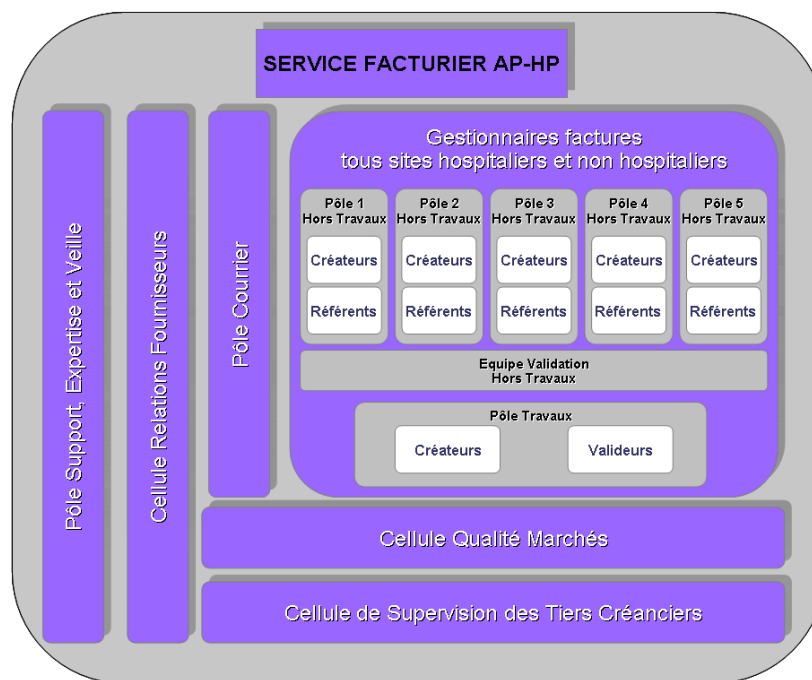 SERVICE FACTURIER AP-HP
Pôle Support, Expertise et Veille
Cellule Relations Fournisseurs
Pôle Courrier
Gestionnaires factures
tous sites hospitaliers et non hospitaliers
Pôle 1
Hors Travaux
Créateurs
Référents
Pôle 2
Hors Travaux
Créateurs
Référents
Pôle 3
Hors Travaux
Créateurs
Référents
Pôle 4
Hors Travaux
Créateurs
Référents
Pôle 5
Hors Travaux
Créateurs
Référents
Equipe Validation
Hors Travaux
Pôle Travaux
Créateurs
Valideurs
Cellule Qualité Marchés
Cellule de Supervision des Tiers Créanciers